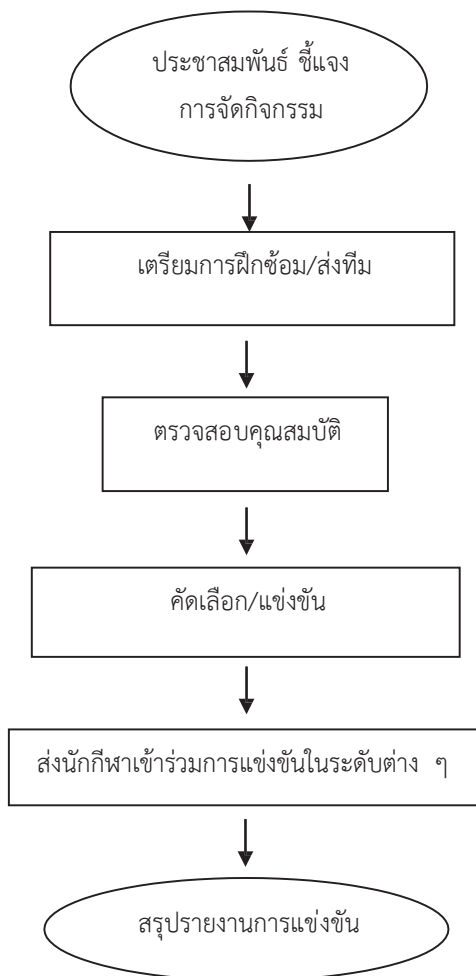 ประชาสมพันธ์ ชี้แจง
การจัดกิจกรรม
เตรียมการฝึกซ้อม/ส่งทีม
ตรวจสอบคุณสมบัติ
คัดเลือก/แข่งขัน
ส่งนักกีฬาเข้าร่วมการแข่งขันในระดับต่าง ๆ
สรุปรายงานการแข่งขัน